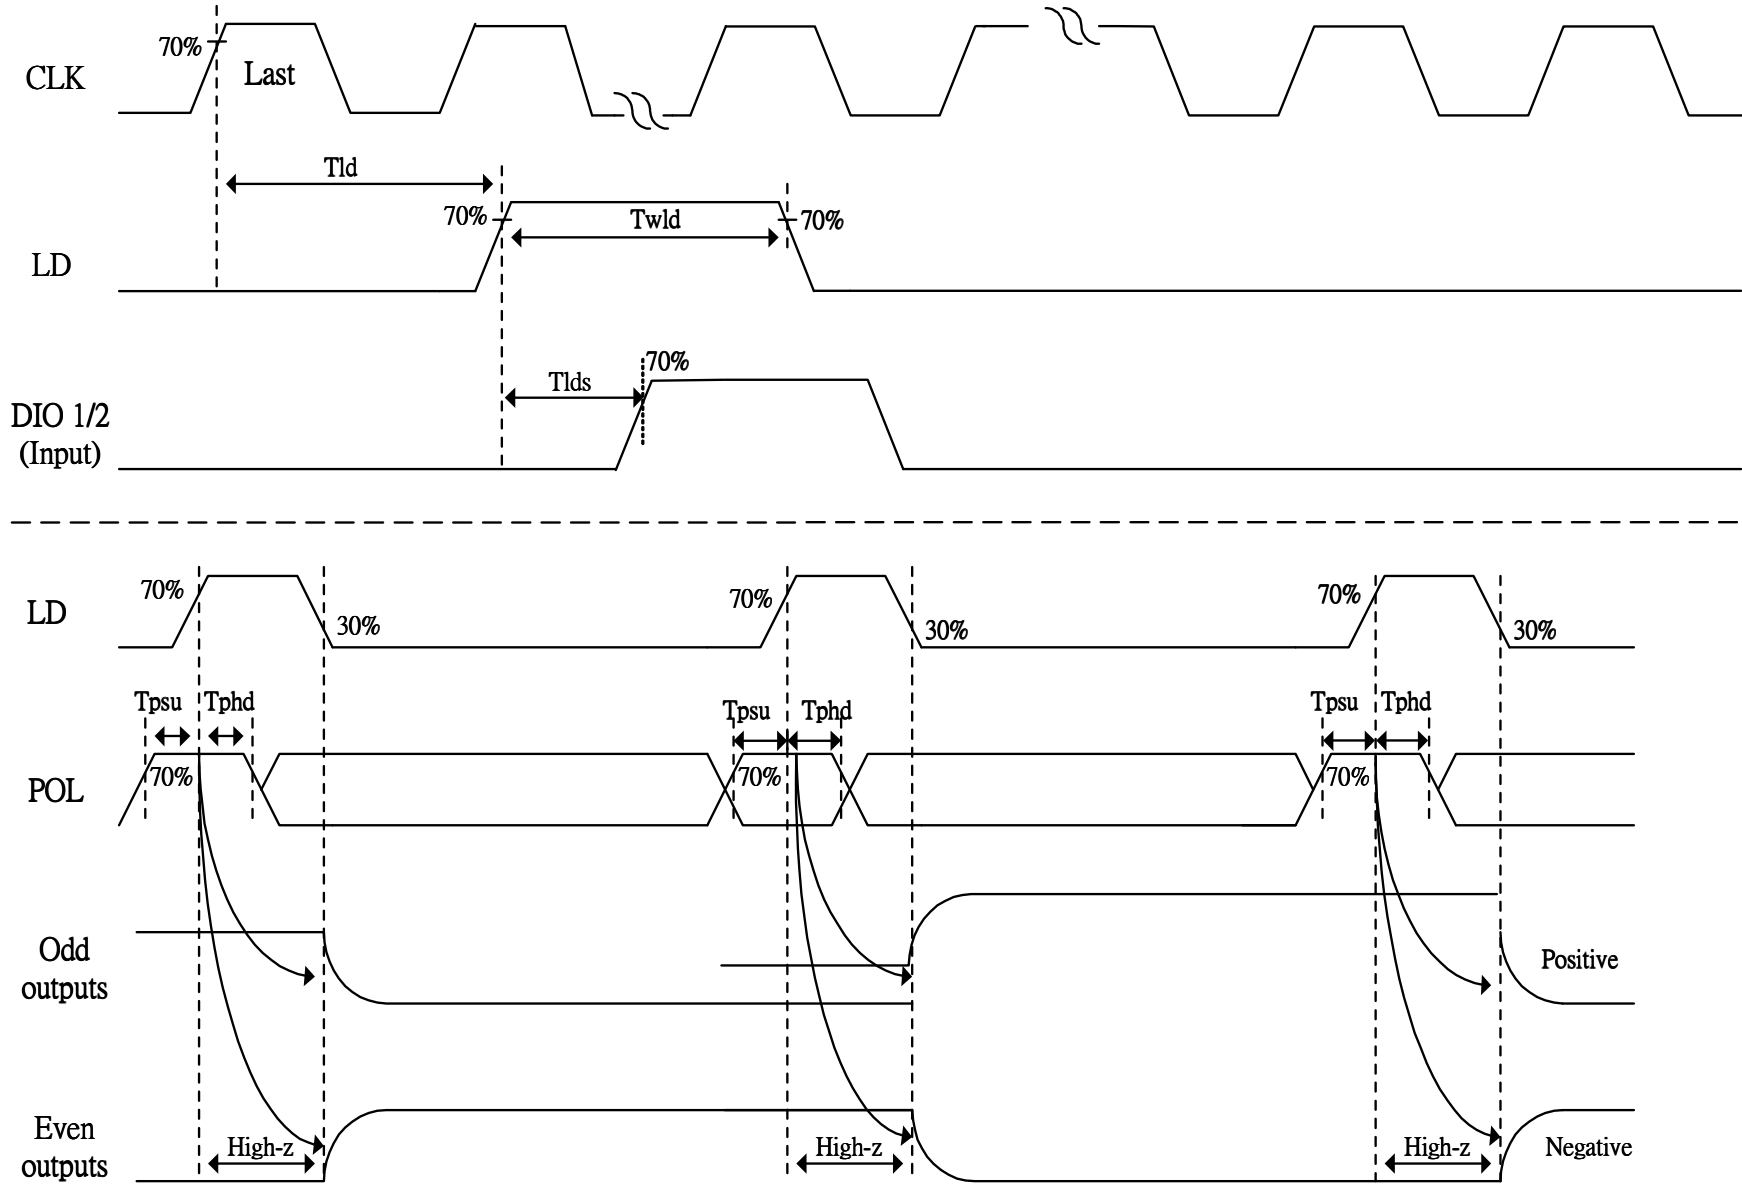 70%
CLK
Last
Tld
70%
Twld
70%
LD
70%
Tlds
DIO 1/2
(Input)
70%
30%
70%
30%
70%
30%
LD
Tpsu
Tphd
Tpsu
Tphd
Tpsu
Tphd
70%
70%
70%
POL
Odd
outputs
Positive
Even
outputs
High-z
High-z
High-z
Negative